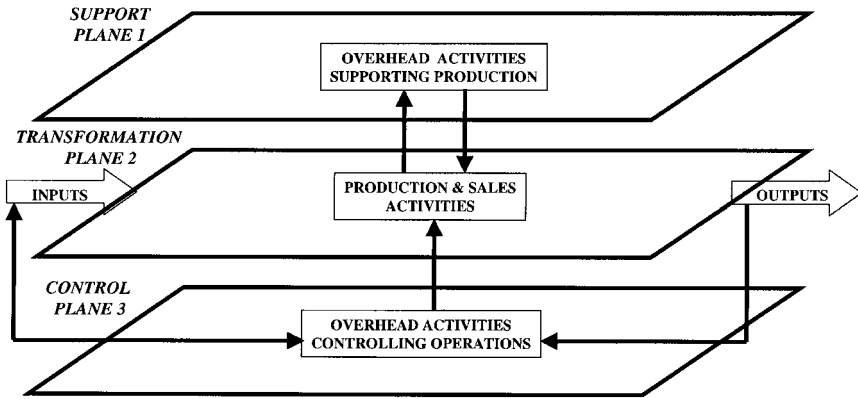 SUPPORT
PLANE 1
OVERHEAD ACTIVITIES
SUPPORTING PRODUCTION
TRANSFORMATION
PLANE 2
INPUTS
PRODUCTION & SALES
ACTIVITIES
OUTPUTS
CONTROL
PLANE 3
OVERHEAD ACTIVITIES
CONTROLLING OPERATIONS